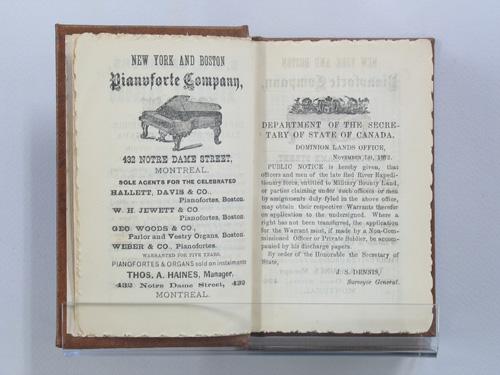 NEW YORK AND BOSTON
Pianoforte Company,
432 NOTRE DAME STREET,
MONTREAL.
SOLE AGENTS FOR THE CELEBRATED
HALLETT, DAVIS & CO.,
Pianofortes, Boston.
W. H. JEWETT & CO
Pianofortes, Boston.
GEO. WOODS & CO.,
Parlor and Vestry Organs, Boston.
WEBER & CO., Pianofortes.
WARRANTED FOR FIVE YEARS.
PIANOFORTES & ORGANS sold on instalments
THOS. A. HAINES, Manager,
432 Notre Dame Street, 432
MONTREAL.
DEPARTMENT OF THE SECRE-
TARY OF STATE OF CANADA.
DOMINION LANDS OFFICE,
NOVEMBER 1st, 1872.
PUBLIC NOTICE is hereby given, that
officers and men of the late Red River Expedi-
tionary force, entitled to Military Bounty Land,
or parties claiming under such officers or men
by assignments duly fyled in the above office,
may obtain their respective Warrants therefor
on application to the undersigned. Where a
right has not been transferred, the application
for the Warrant must, if made by a Non-Com-
missioned Officer or Private Soldier, be accom-
panied by his discharge papers.
By order of the Honorable the Secretary of
State,
J. S. DENNIS,
Surveyor General.